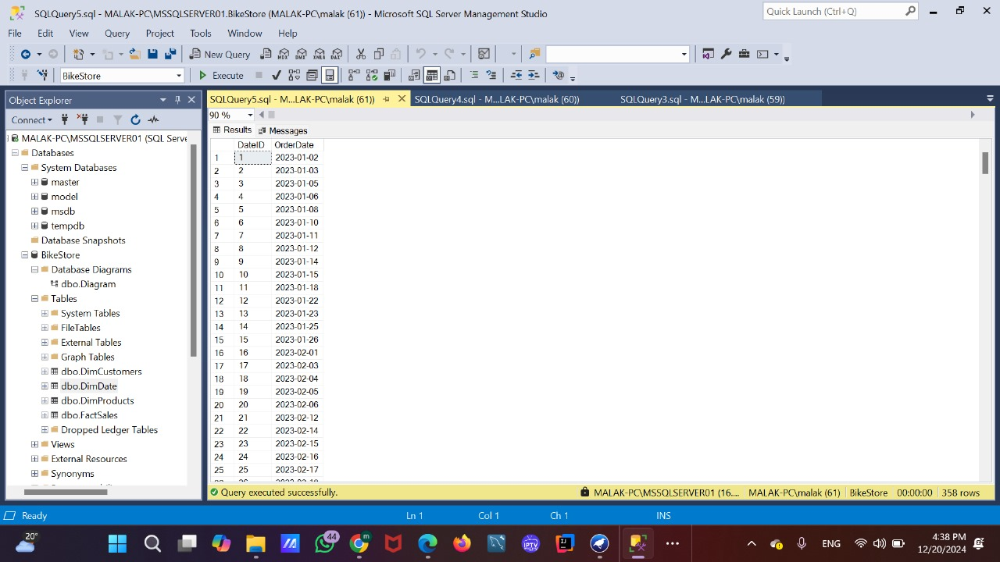 SQLQuery5.sql - MALAK-PC\MSSQLSERVER01.BikeStore (MALAK-PC\malak (61)) - Microsoft SQL Server Management Studio
Quick Launch (Ctrl+Q)
File Edit View Query Project Tools Window Help
New Query MDX DMX XMLA DAX
BikeStore Execute
Object Explorer
SQLQuery5.sql - M...LAK-PC\malak (61)) SQLQuery4.sql - M...LAK-PC\malak (60)) SQLQuery3.sql - M...LAK-PC\malak (59))
Connect
90 %
Results Messages
MALAK-PC\MSSQLSERVER01 (SQL Serve
Databases
System Databases
master
model
msdb
tempdb
Database Snapshots
BikeStore
Database Diagrams
dbo.Diagram
Tables
System Tables
FileTables
External Tables
Graph Tables
dbo.DimCustomers
dbo.DimDate
dbo.DimProducts
dbo.FactSales
Dropped Ledger Tables
Views
External Resources
Synonyms
DateID OrderDate
1 1 2023-01-02
2 2 2023-01-03
3 3 2023-01-05
4 4 2023-01-06
5 5 2023-01-08
6 6 2023-01-10
7 7 2023-01-11
8 8 2023-01-12
9 9 2023-01-14
10 10 2023-01-15
11 11 2023-01-18
12 12 2023-01-22
13 13 2023-01-23
14 14 2023-01-25
15 15 2023-01-26
16 16 2023-02-01
17 17 2023-02-03
18 18 2023-02-04
19 19 2023-02-05
20 20 2023-02-06
21 21 2023-02-12
22 22 2023-02-14
23 23 2023-02-15
24 24 2023-02-16
25 25 2023-02-17
Query executed successfully. MALAK-PC\MSSQLSERVER01 (16.... MALAK-PC\malak (61) BikeStore 00:00:00 358 rows
Ready Ln 1 Col 1 Ch 1 INS
20° 44 m IPTV ENG 4:38 PM
12/20/2024